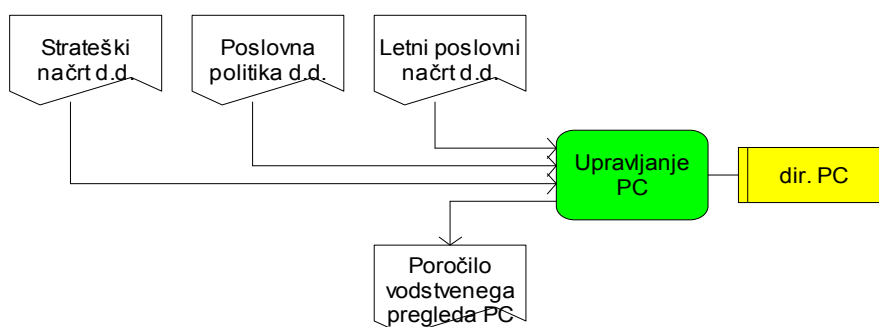 Strateški
načrt d.d.
Poslovna
politika d.d.
Letni poslovni
načrt d.d.
Upravljanje
PC
dir. PC
Poročilo
vodstvenega
pregleda PC